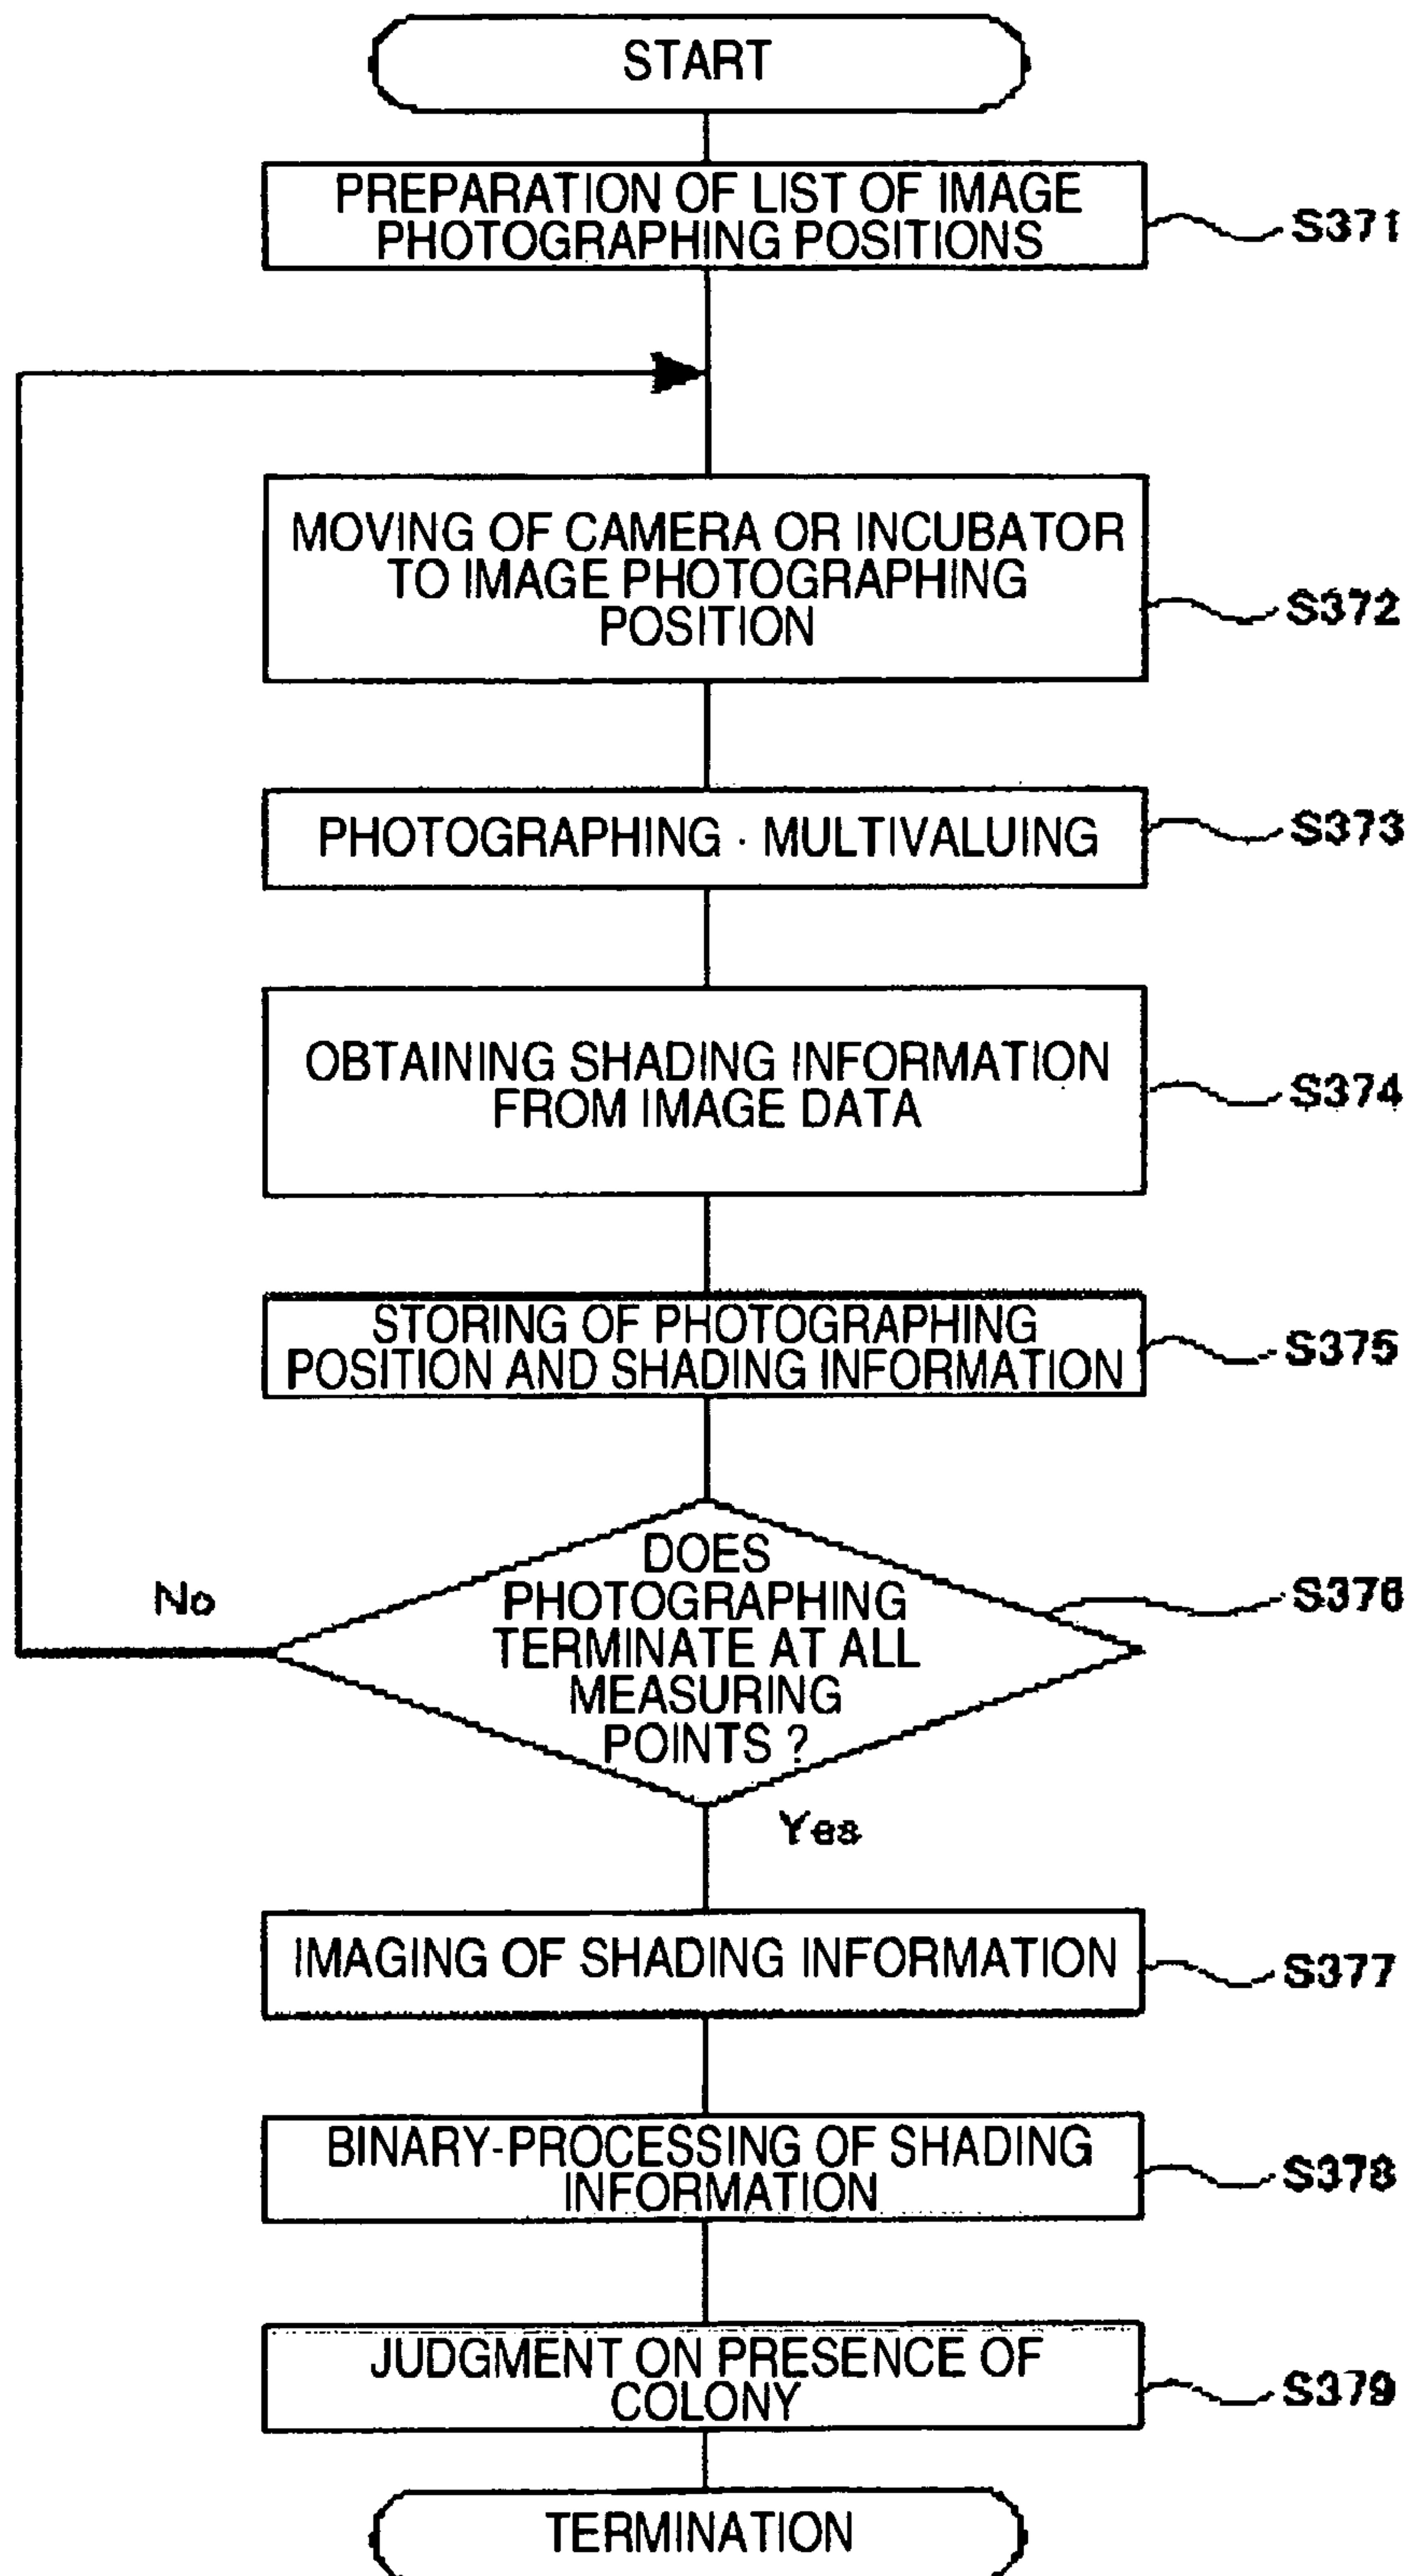 START
PREPARATION OF LIST OF IMAGE
PHOTOGRAPHING POSITIONS
S371
MOVING OF CAMERA OR INCUBATOR
TO IMAGE PHOTOGRAPHING
POSITION
S372
PHOTOGRAPHING · MULTIVALUING
S373
OBTAINING SHADING INFORMATION
FROM IMAGE DATA
S374
STORING OF PHOTOGRAPHING
POSITION AND SHADING INFORMATION
S375
DOES
PHOTOGRAPHING
TERMINATE AT ALL
MEASURING
POINTS ?
S376
No
Yes
IMAGING OF SHADING INFORMATION
S377
BINARY-PROCESSING OF SHADING
INFORMATION
S378
JUDGMENT ON PRESENCE OF
COLONY
S379
TERMINATION